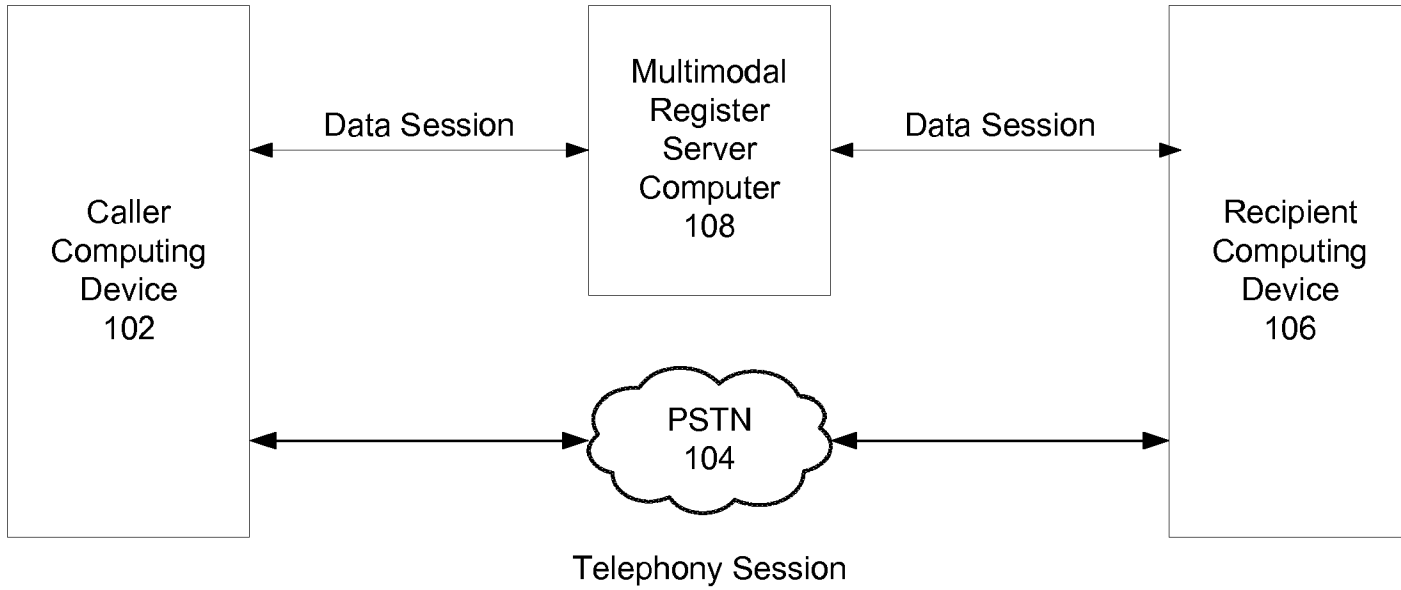 Caller
Computing
Device
102
Data Session
Multimodal
Register
Server
Computer
108
Data Session
Recipient
Computing
Device
106
PSTN
104
Telephony Session